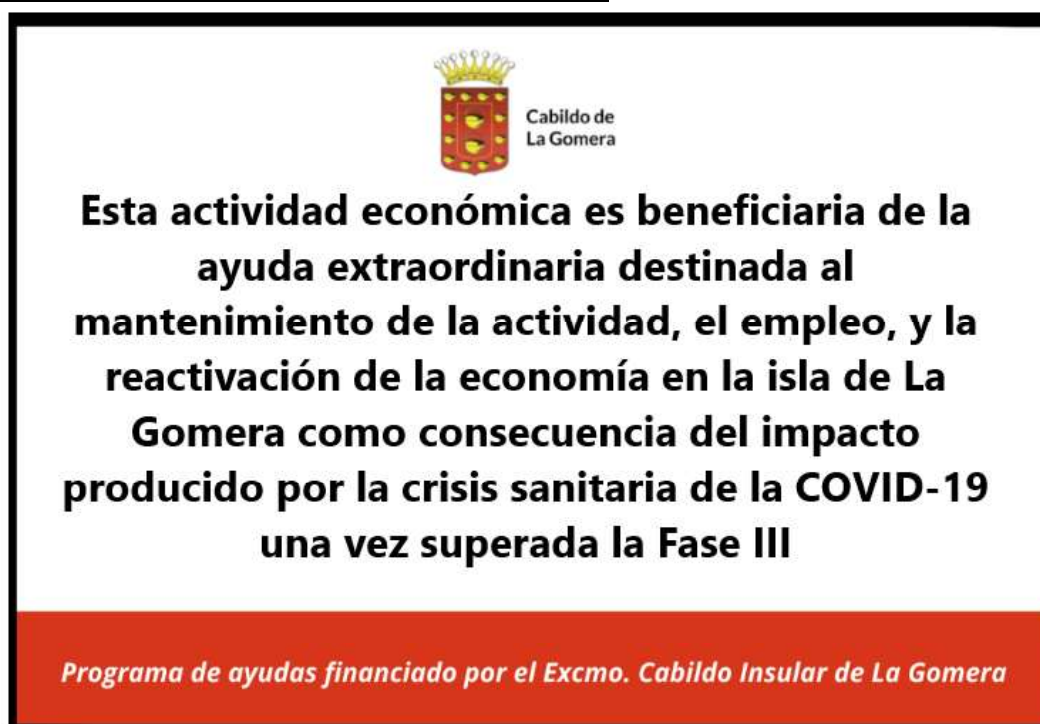 Cabildo de
La Gomera
Esta actividad económica es beneficiaria de la
ayuda extraordinaria destinada al
mantenimiento de la actividad, el empleo, y la
reactivación de la economía en la isla de La
Gomera como consecuencia del impacto
producido por la crisis sanitaria de la COVID-19
una vez superada la Fase III
Programa de ayudas financiado por el Excmo. Cabildo Insular de La Gomera